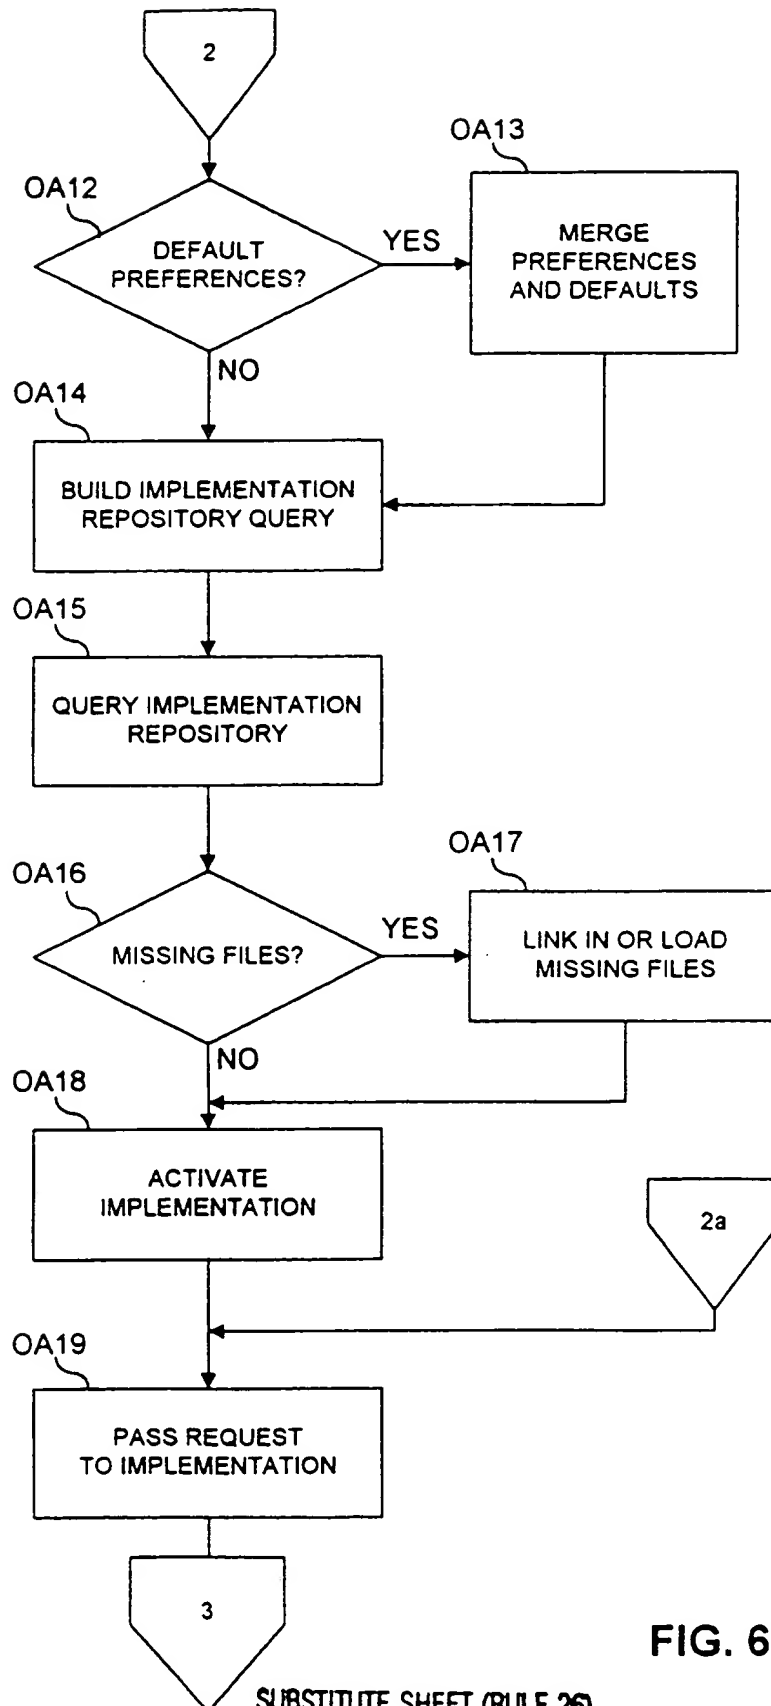 2
OA12
DEFAULT
PREFERENCES?
YES
OA13
MERGE
PREFERENCES
AND DEFAULTS
NO
OA14
BUILD IMPLEMENTATION
REPOSITORY QUERY
OA15
QUERY IMPLEMENTATION
REPOSITORY
OA16
MISSING FILES?
YES
OA17
LINK IN OR LOAD
MISSING FILES
NO
OA18
ACTIVATE
IMPLEMENTATION
2a
OA19
PASS REQUEST
TO IMPLEMENTATION
3
FIG. 6
SUBSTITUTE SHEET (RULE 26)